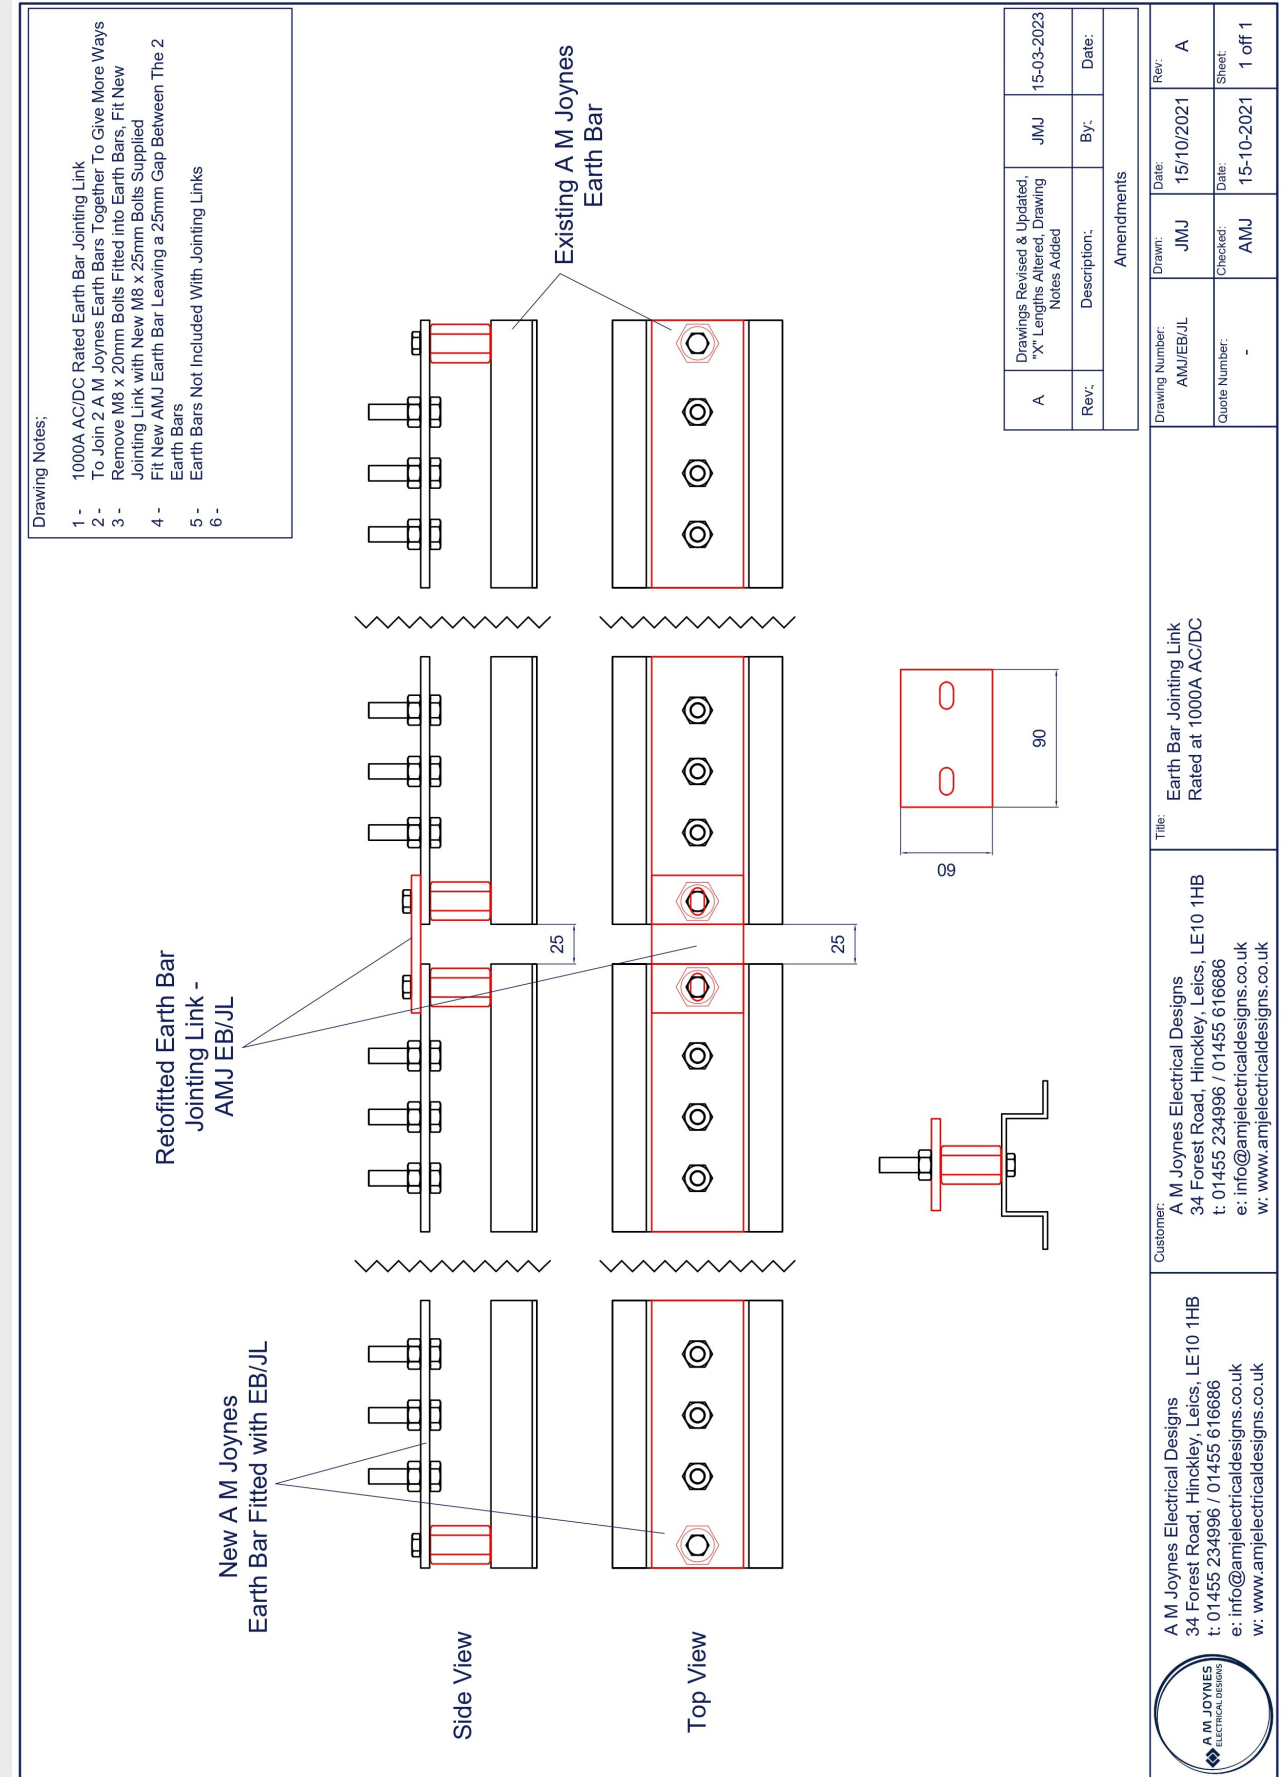 Drawing Notes;
1 - 1000A AC/DC Rated Earth Bar Jointing Link
2 - To Join 2 A M Joynes Earth Bars Together To Give More Ways
3 - Remove M8 x 20mm Bolts Fitted into Earth Bars, Fit New
Jointing Link with New M8 x 25mm Bolts Supplied
4 - Fit New AMJ Earth Bar Leaving a 25mm Gap Between The 2
Earth Bars
5 - Earth Bars Not Included With Jointing Links
6 -
Retofitted Earth Bar
Jointing Link -
AMJ EB/JL
Existing A M Joynes
Earth Bar
New A M Joynes
Earth Bar Fitted with EB/JL
Side View
25
Top View
25
60
90
A
Drawings Revised & Updated,
"X" Lengths Altered, Drawing
Notes Added
JMJ
15-03-2023
Rev:
Description:
By:
Date:
Amendments
A M JOYNES
ELECTRICAL DESIGNS
A M Joynes Electrical Designs
34 Forest Road, Hinckley, Leics, LE10 1HB
t: 01455 234996 / 01455 616686
e: info@amjelectricaldesigns.co.uk
w: www.amjelectricaldesigns.co.uk
Customer:
A M Joynes Electrical Designs
34 Forest Road, Hinckley, Leics, LE10 1HB
t: 01455 234996 / 01455 616686
e: info@amjelectricaldesigns.co.uk
w: www.amjelectricaldesigns.co.uk
Title:
Earth Bar Jointing Link
Rated at 1000A AC/DC
Drawing Number:
AMJ/EB/JL
Drawn:
JMJ
Date:
15/10/2021
Rev:
A
Quote Number:
-
Checked:
AMJ
Date:
15-10-2021
Sheet:
1 off 1